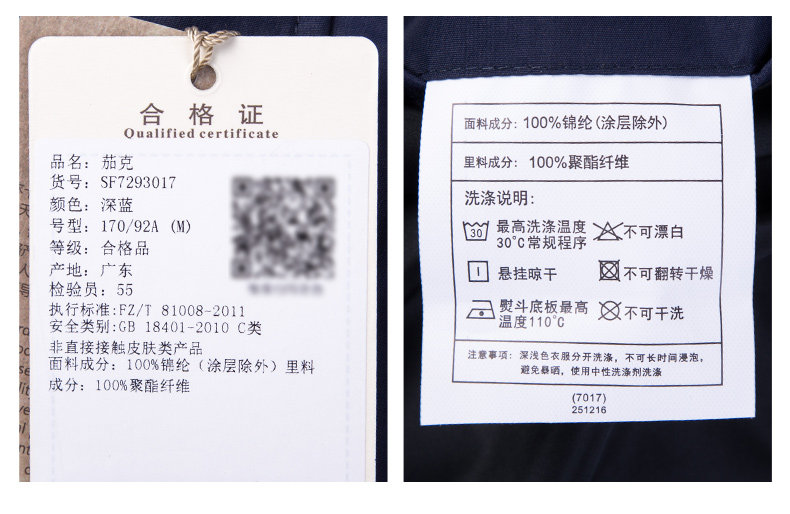 合格证
Qualified certificate
品名：茄克
货号：SF7293017
颜色：深蓝
号型：170/92A (M)
等级：合格品
产地：广东
检验员：55
执行标准:FZ/T 81008-2011
安全类别:GB 18401-2010 C类
非直接接触皮肤类产品
面料成分：100%锦纶（涂层除外）里料
成分：100%聚酯纤维
面料成分: 100%锦纶(涂层除外)
里料成分: 100%聚酯纤维
洗涤说明:
30
最高洗涤温度
30°C常规程序
不可漂白
悬挂晾干
不可翻转干燥
熨斗底板最高
温度110°C
不可干洗
注意事项：深浅色衣服分开洗涤，不可长时间浸泡，
避免暴晒，使用中性洗涤剂洗涤
(7017)
251216